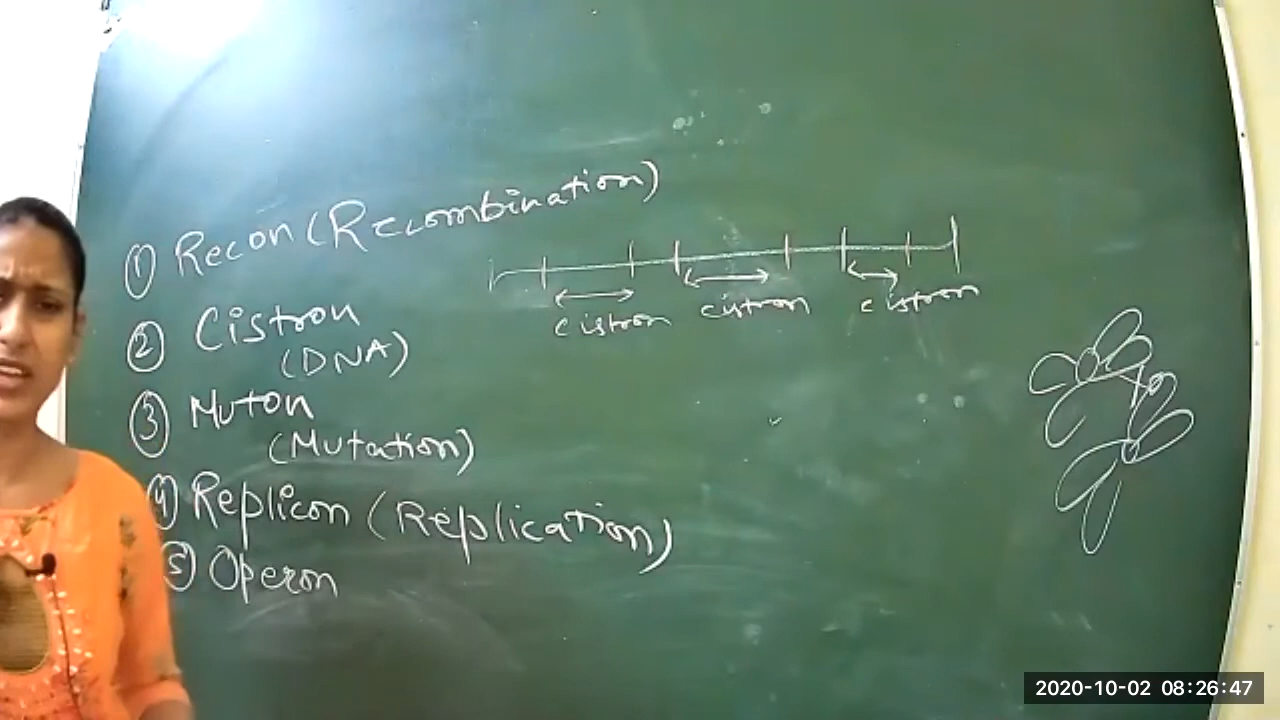 ① Recon (Recombination)
② Cistron
(DNA)
③ Muton
(Mutation)
④ Replicon (Replication)
⑤ Operon
cistron cistron cistron
2020-10-02 08:26:47